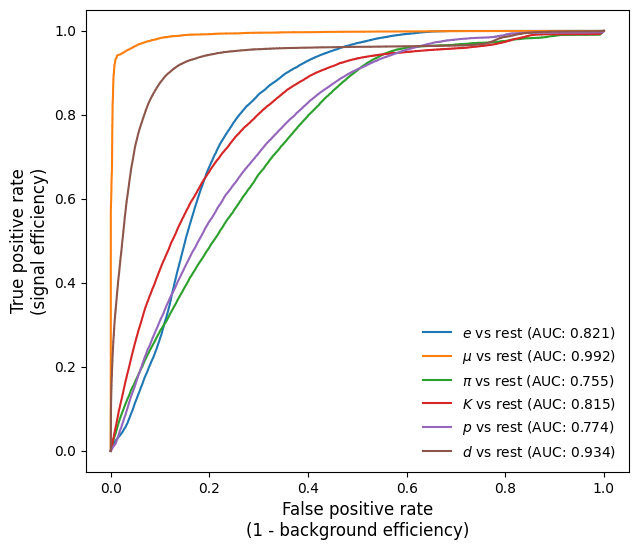 True positive rate
(signal efficiency)
1.0
0.8
0.6
0.4
0.2
0.0
e vs rest (AUC: 0.821)
μ vs rest (AUC: 0.992)
π vs rest (AUC: 0.755)
K vs rest (AUC: 0.815)
p vs rest (AUC: 0.774)
d vs rest (AUC: 0.934)
0.0 0.2 0.4 0.6 0.8 1.0
False positive rate
(1 - background efficiency)